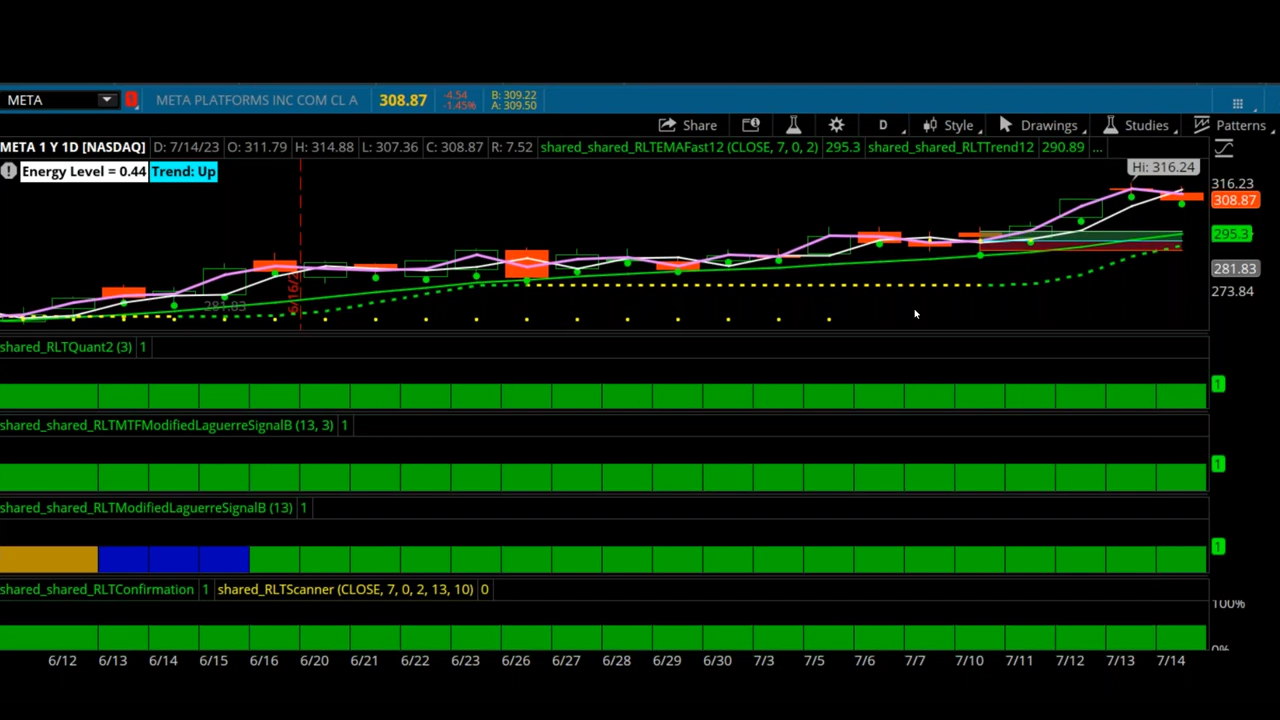 META META PLATFORMS INC COM CL A 308.87 -4.54 -1.45% B: 309.22 A: 309.50
Share D Style Drawings Studies Patterns
META 1 Y 1D [NASDAQ] D: 7/14/23 O: 311.79 H: 314.88 L: 307.36 C: 308.87 R: 7.52 shared_shared_RLTEMAFast12 (CLOSE, 7, 0, 2) 295.3 shared_shared_RLTTrend12 290.89 ...
Energy Level = 0.44 Trend: Up
Hi: 316.24
316.23
308.87
295.3
281.83
273.84
281.83
shared_RLTQuant2 (3) 1
1
shared_shared_RLTMTFModifiedLaguerreSignalB (13, 3) 1
1
shared_shared_RLTModifiedLaguerreSignalB (13) 1
1
shared_shared_RLTConfirmation 1 shared_RLTScanner (CLOSE, 7, 0, 2, 13, 10) 0
100%
0%
6/12 6/13 6/14 6/15 6/16 6/20 6/21 6/22 6/23 6/26 6/27 6/28 6/29 6/30 7/3 7/5 7/6 7/7 7/10 7/11 7/12 7/13 7/14